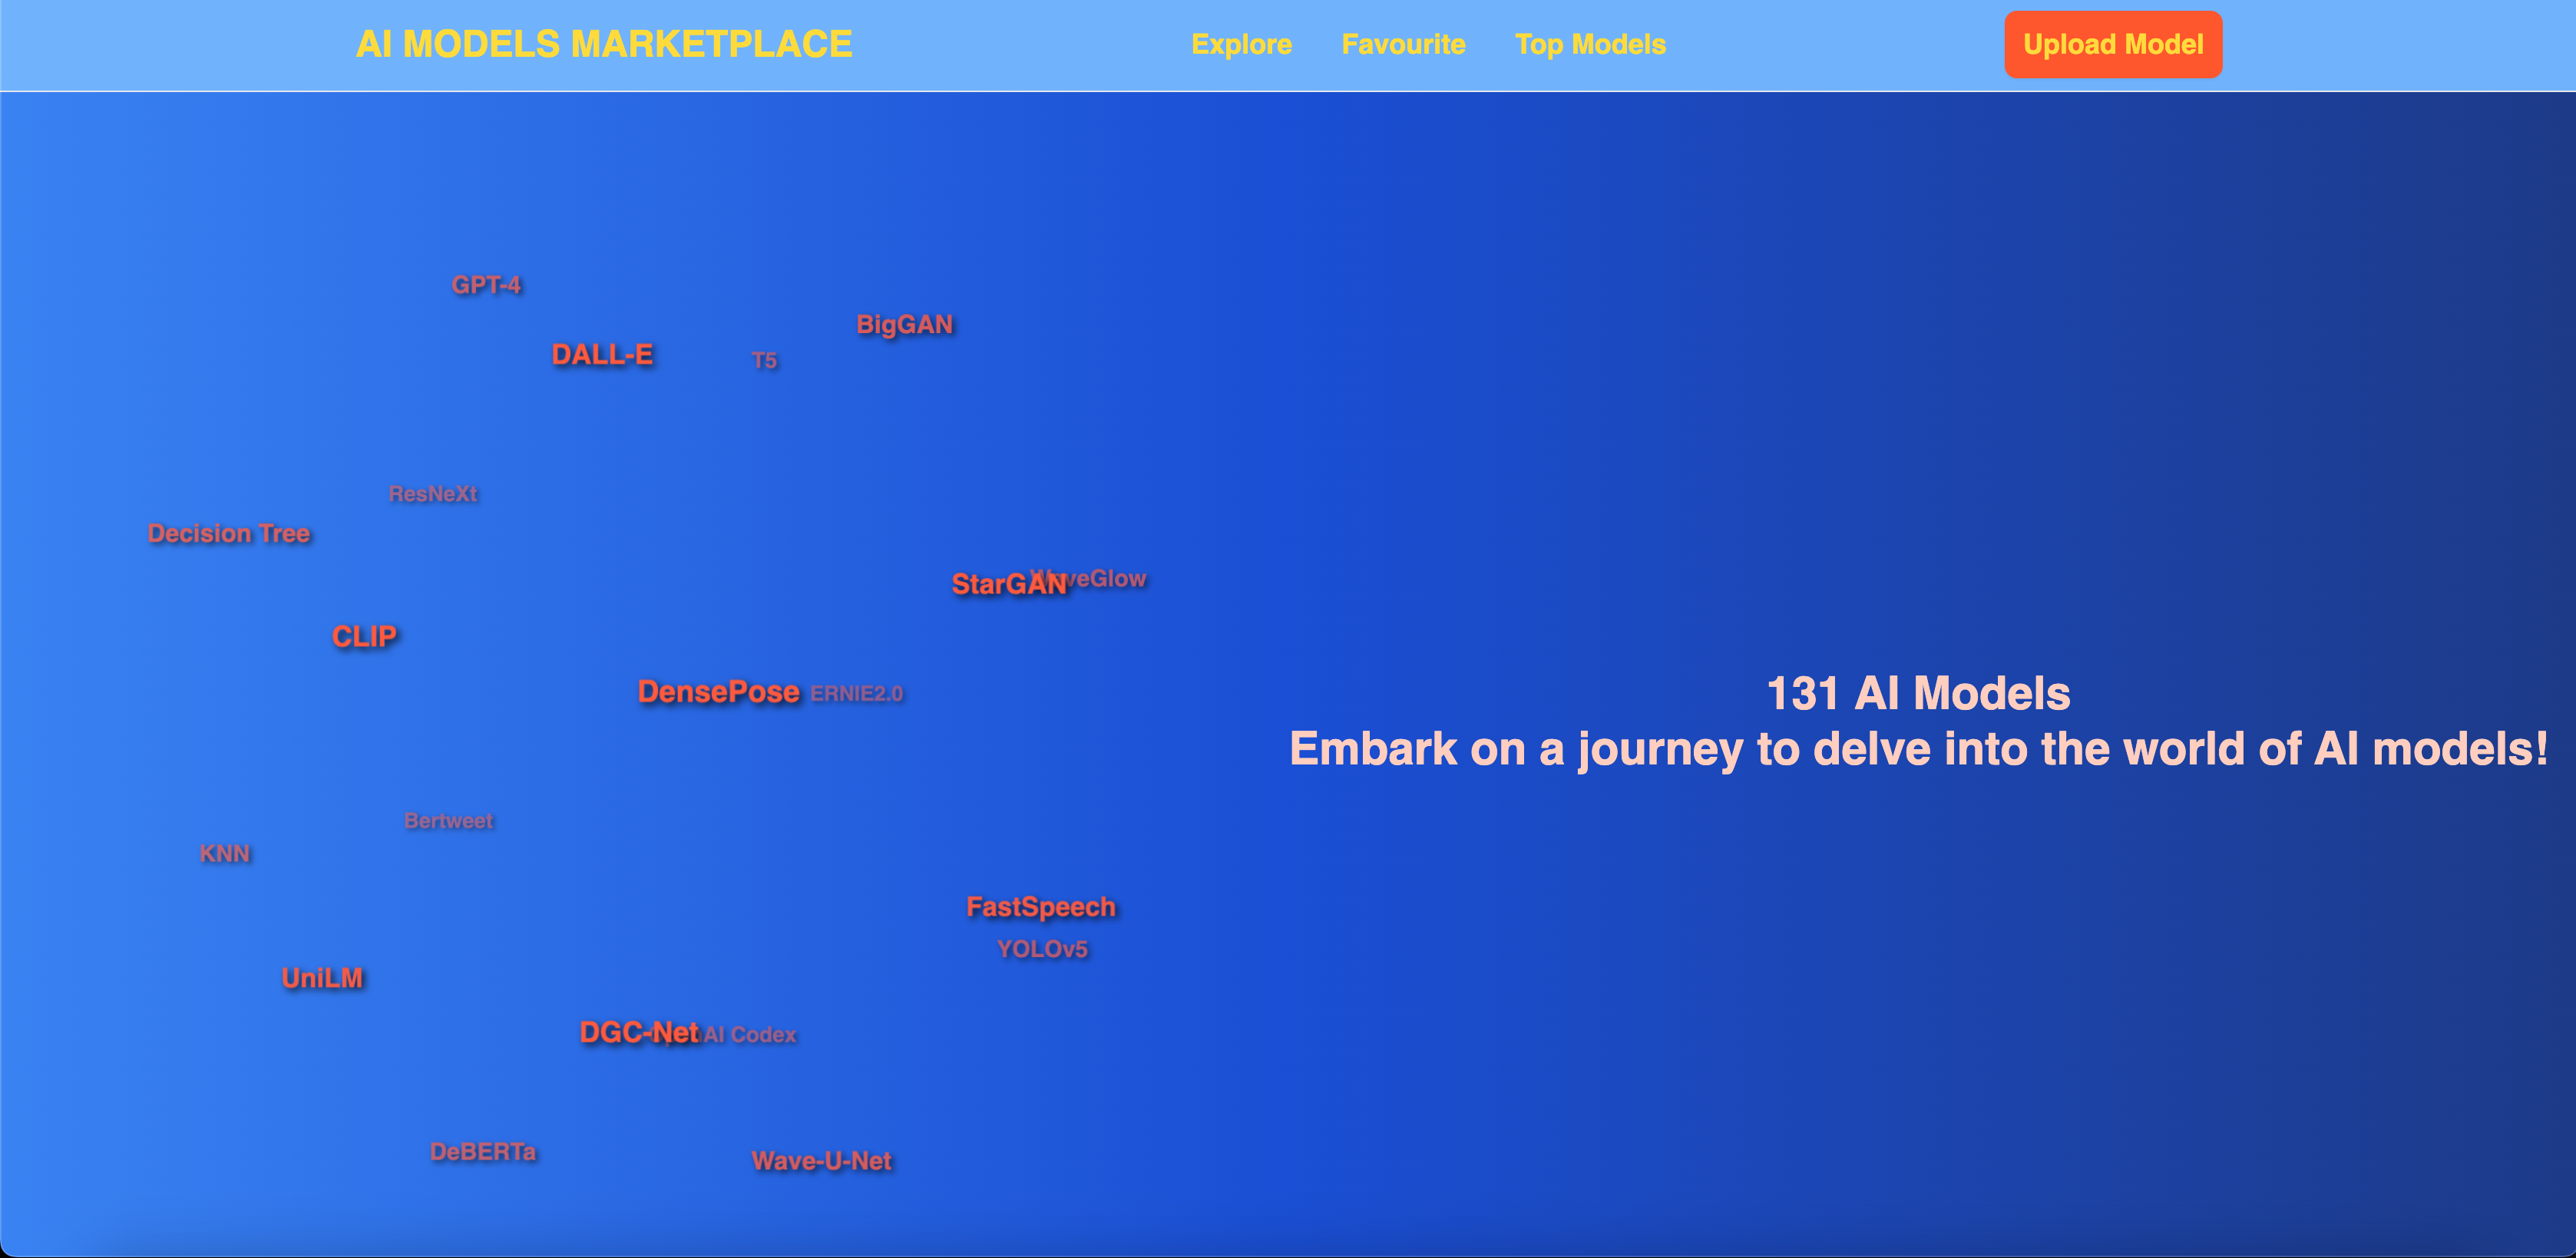 AI MODELS MARKETPLACE
Explore
Favourite
Top Models
Upload Model
GPT-4
BigGAN
DALL-E
T5
ResNeXt
Decision Tree
StarGAN
WaveGlow
CLIP
DensePose
ERNIE2.0
131 AI Models
Embark on a journey to delve into the world of AI models!
Bertweet
KNN
FastSpeech
YOLOv5
UniLM
DGC-Net
AI Codex
DeBERTa
Wave-U-Net